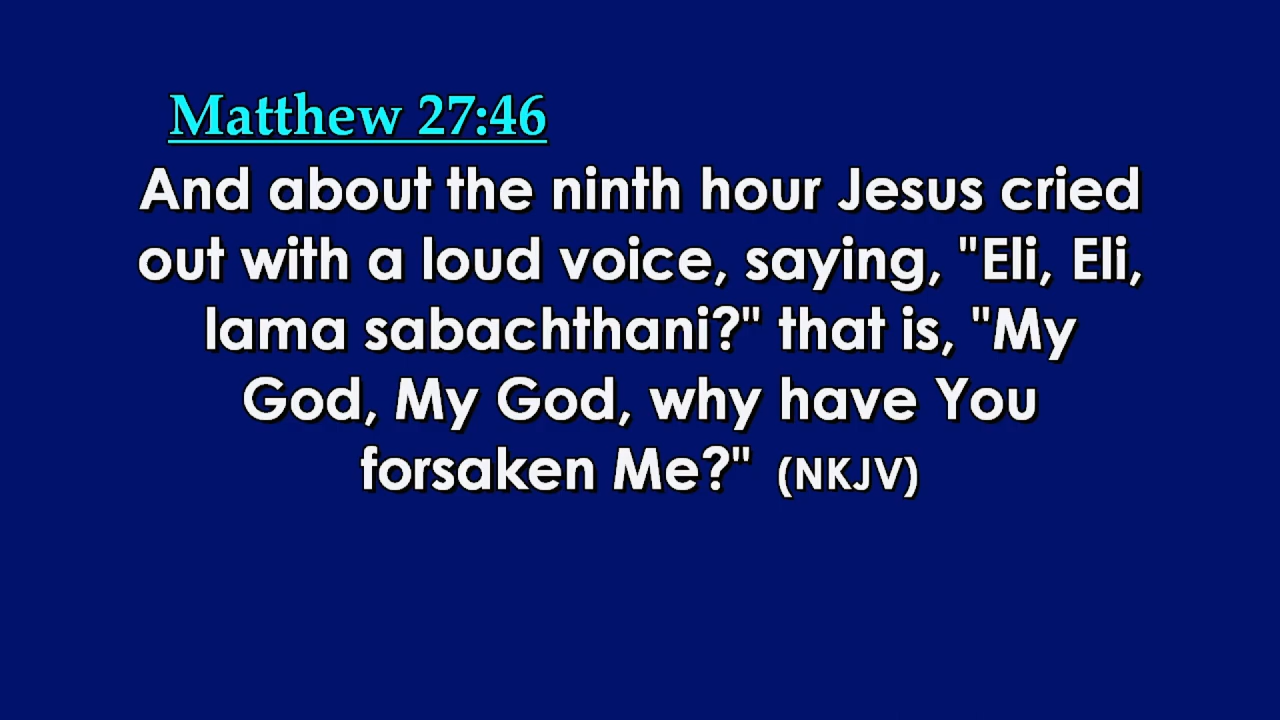 Matthew 27:46
And about the ninth hour Jesus cried
out with a loud voice, saying, "Eli, Eli,
lama sabachthani?" that is, "My
God, My God, why have You
forsaken Me?" (NKJV)